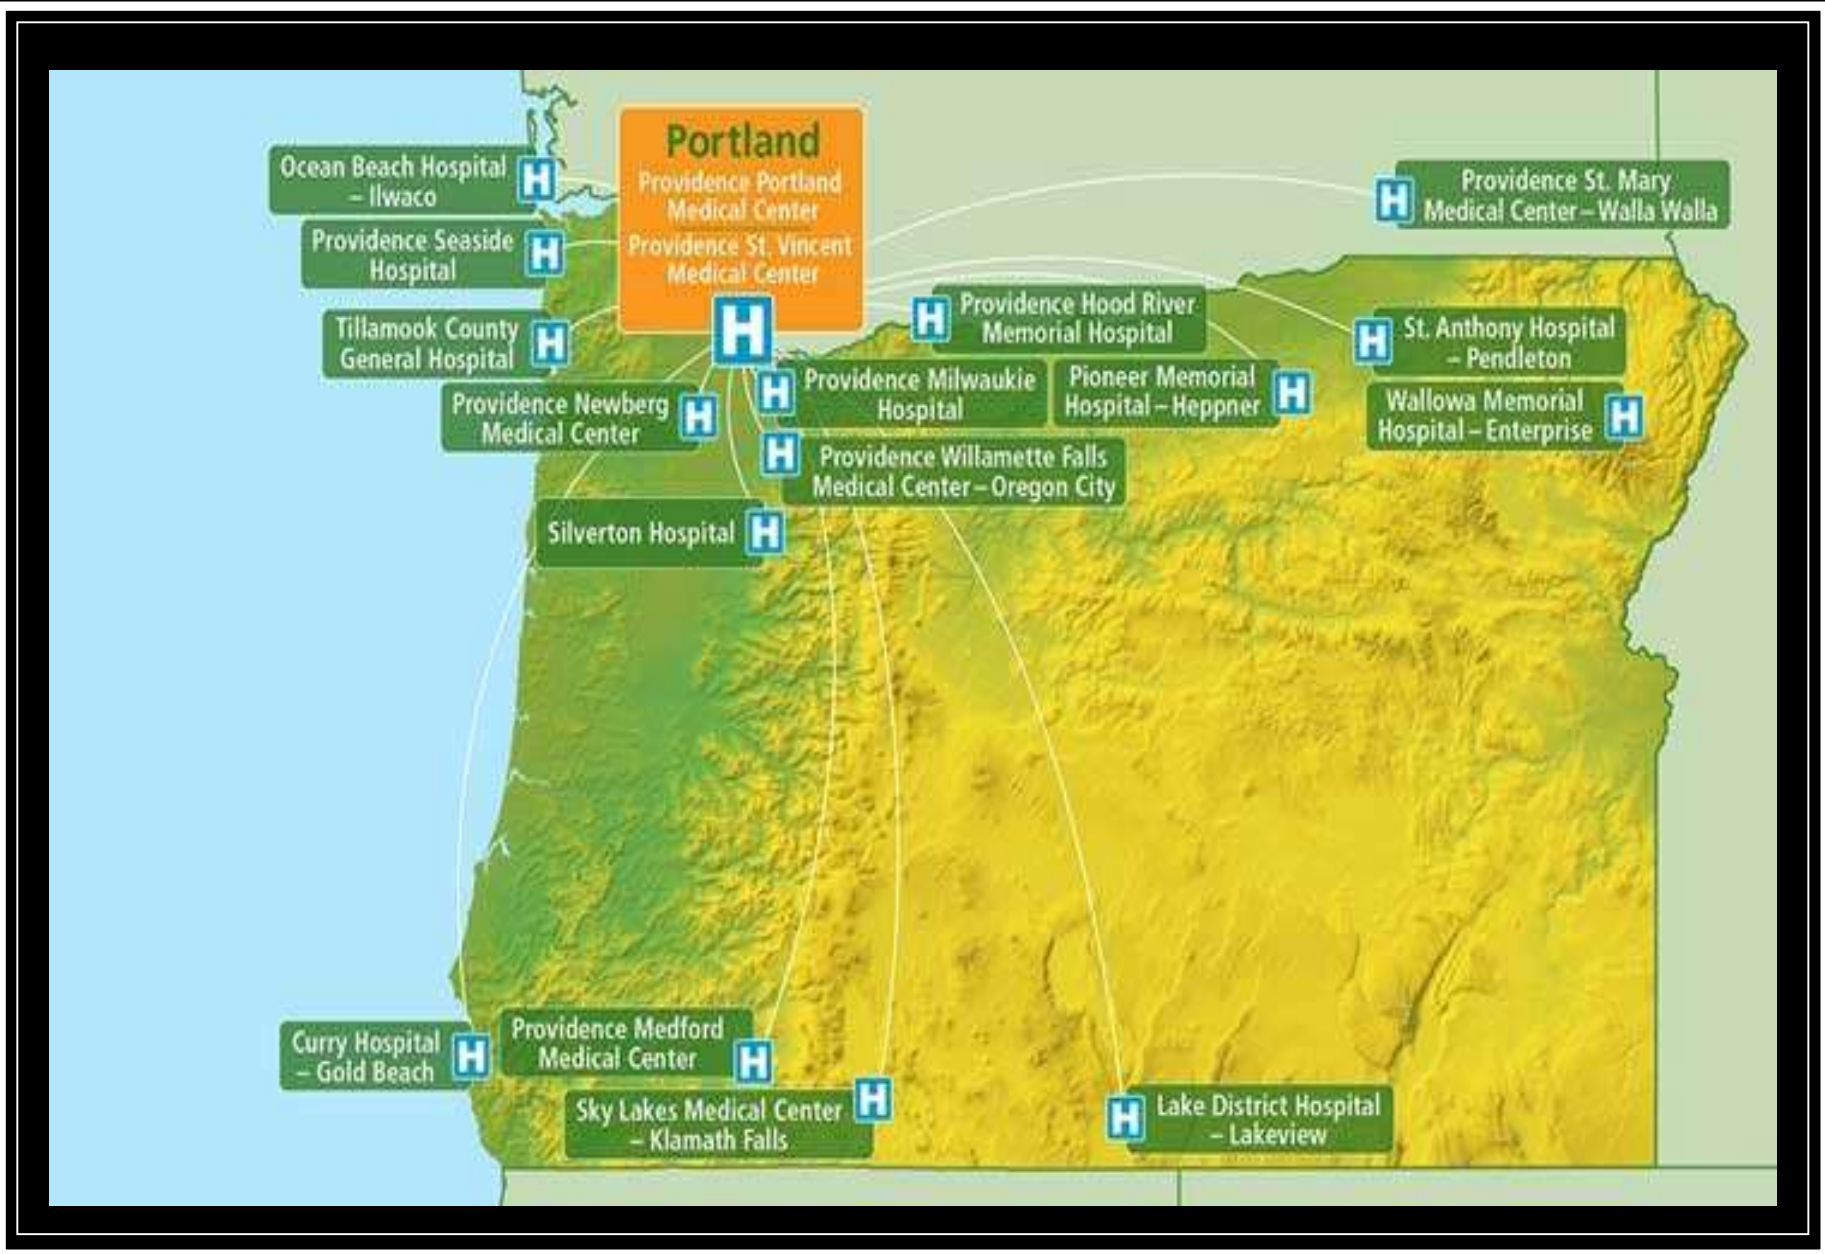 Portland
Providence Portland
Medical Center
Providence St. Vincent
Medical Center
H
Ocean Beach Hospital
– Ilwaco
H
Providence Seaside
Hospital
H
Tillamook County
General Hospital
H
Providence Newberg
Medical Center
H
Silverton Hospital
H
Providence St. Mary
Medical Center – Walla Walla
H
Providence Hood River
Memorial Hospital
H
St. Anthony Hospital
– Pendleton
H
Providence Milwaukie
Hospital
H
Pioneer Memorial
Hospital – Heppner
H
Wallowa Memorial
Hospital – Enterprise
H
Providence Willamette Falls
Medical Center – Oregon City
H
Curry Hospital
– Gold Beach
H
Providence Medford
Medical Center
H
Sky Lakes Medical Center
– Klamath Falls
H
Lake District Hospital
– Lakeview
H